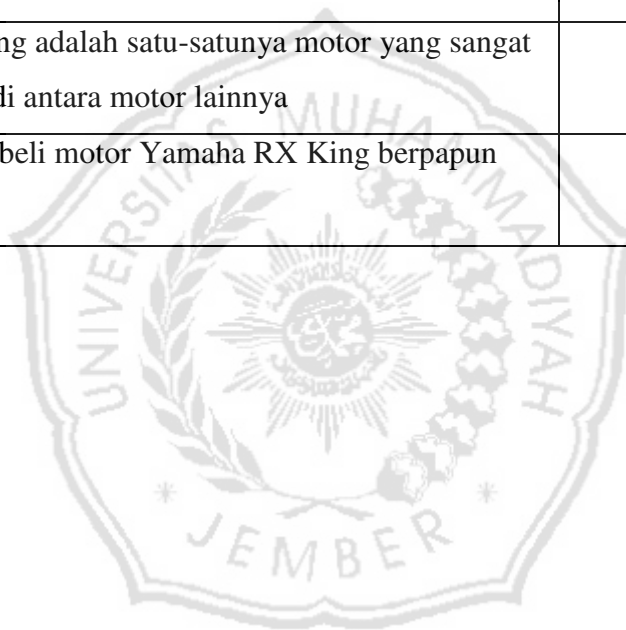 ng adalah satu-satunya motor yang sangat
di antara motor lainnya
beli motor Yamaha RX King berpapun
UNIVERSITAS MUHAMMADIYAH
JEMBER